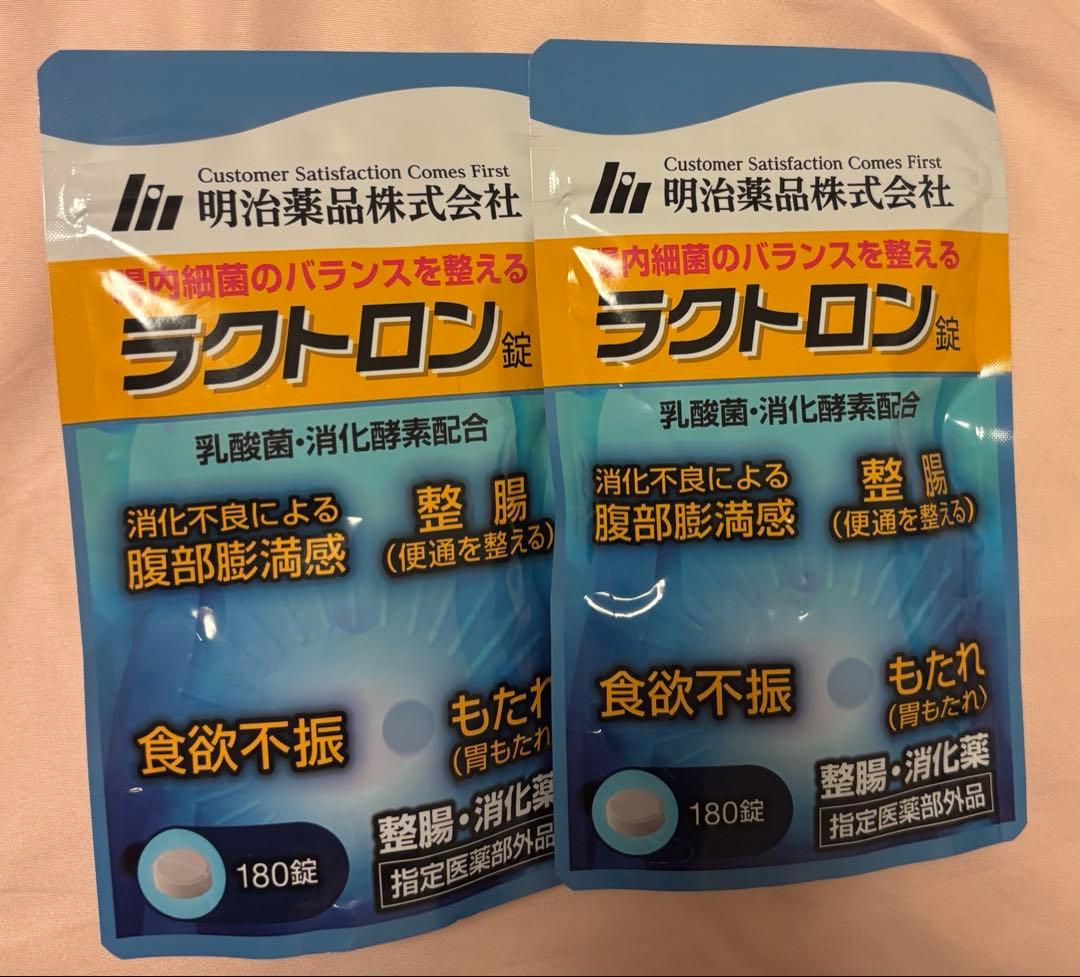 Customer Satisfaction Comes First
明治薬品株式会社
腸内細菌のバランスを整える
ラクトロン錠
乳酸菌・消化酵素配合
消化不良による
腹部膨満感
整 腸
(便通を整える)
食欲不振
もたれ
(胃もたれ
整腸・消化薬
指定医薬部外品
180錠
Customer Satisfaction Comes First
明治薬品株式会社
腸内細菌のバランスを整える
ラクトロン錠
乳酸菌・消化酵素配合
消化不良による
腹部膨満感
整 腸
(便通を整える)
食欲不振
もたれ
(胃もたれ)
整腸・消化薬
指定医薬部外品
180錠